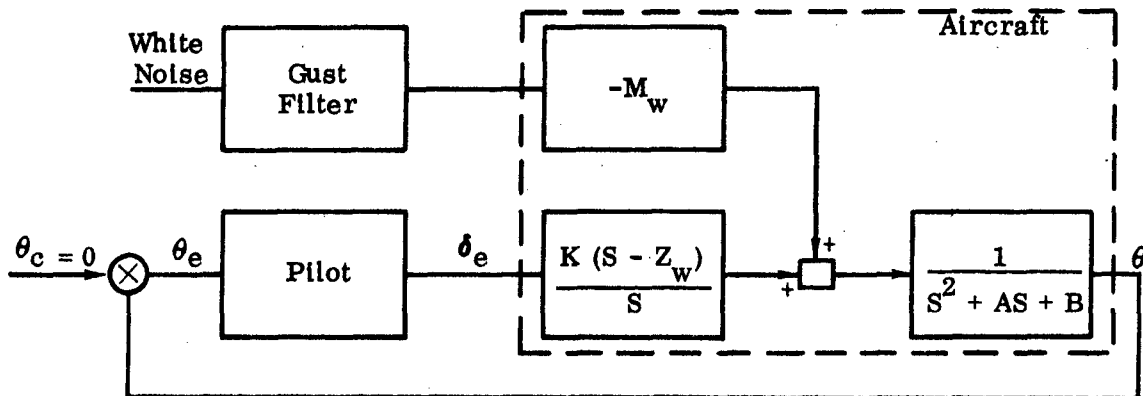 Aircraft
White
Noise
Gust
Filter
-M_w
+
θ_c = 0
θ_e
Pilot
δ_e
K (S - Z_w)
S
+
1
S^2 + AS + B
θ